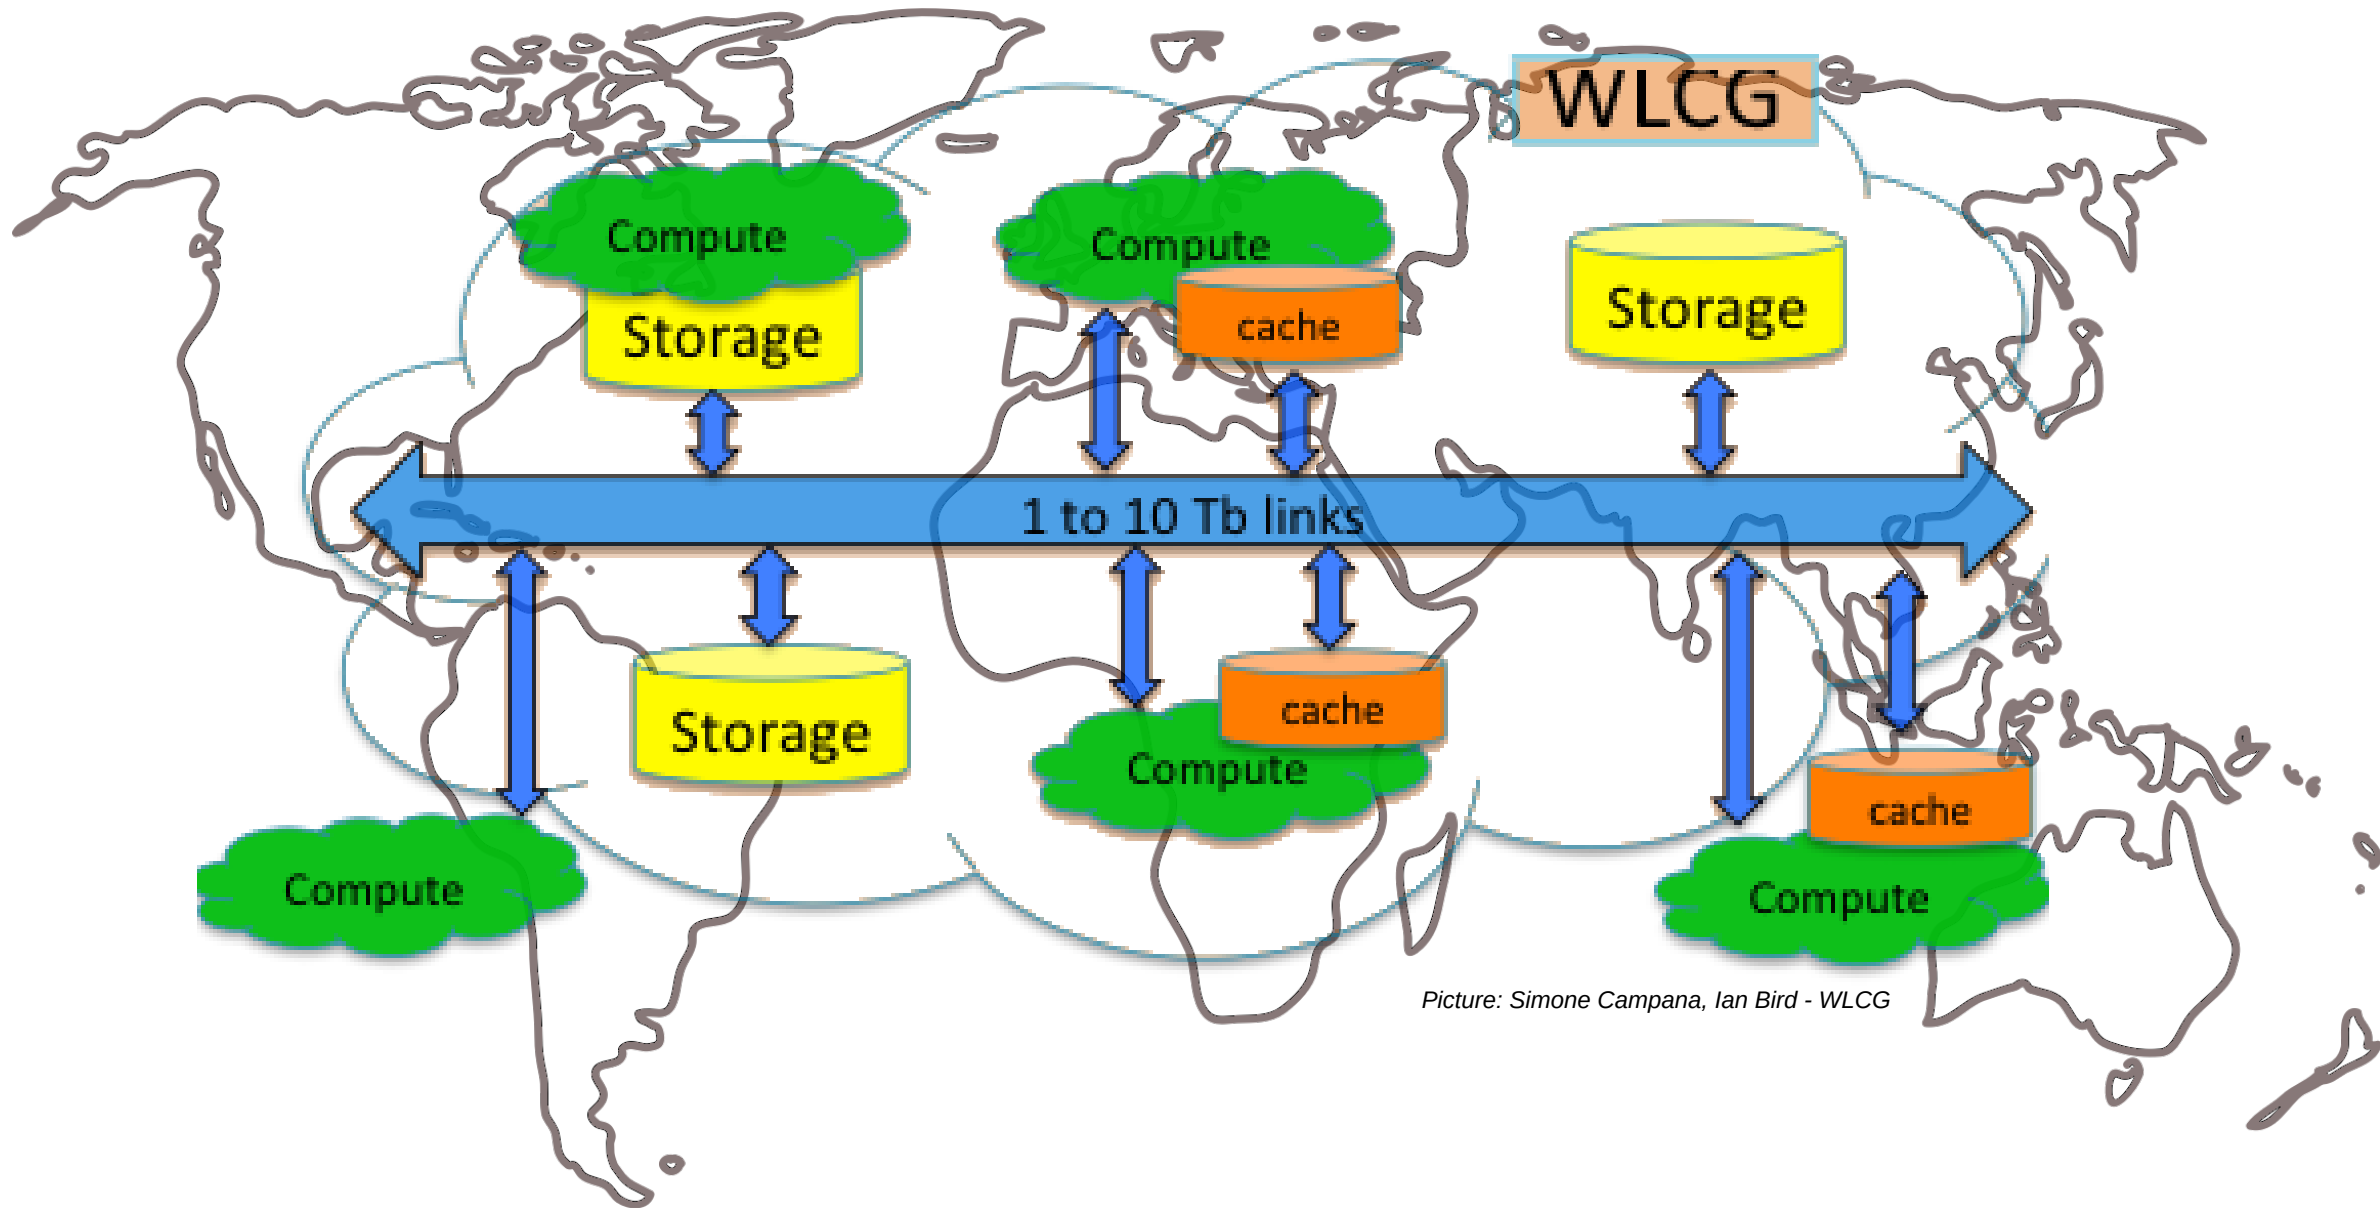 WLCG
Compute
Storage
Compute
cache
Storage
1 to 10 Tb links
Storage
cache
Compute
Compute
cache
Compute
Picture: Simone Campana, Ian Bird - WLCG